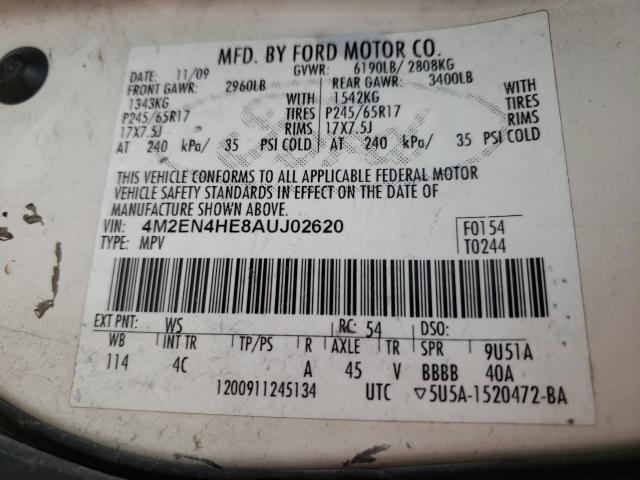 MFD. BY FORD MOTOR CO.
DATE: 11/09 GVWR: 6190LB/ 2808KG
FRONT GAWR: 2960LB REAR GAWR: 3400LB
1343KG WITH 1542KG WITH
P245/65R17 TIRES P245/65R17 TIRES
17X7.5J RIMS 17X7.5J RIMS
AT 240 kPa/ 35 PSI COLD AT 240 kPa/ 35 PSI COLD
THIS VEHICLE CONFORMS TO ALL APPLICABLE FEDERAL MOTOR
VEHICLE SAFETY STANDARDS IN EFFECT ON THE DATE OF
MANUFACTURE SHOWN ABOVE.
VIN: 4M2EN4HE8AUJ02620 F0154
TYPE: MPV T0244
EXT PNT: WS RC: 54 DSO:
WB INT TR TP/PS R AXLE TR SPR 9U51A
114 4C A 45 V BBBB 40A
1200911245134 UTC ▽5U5A-1520472-BA